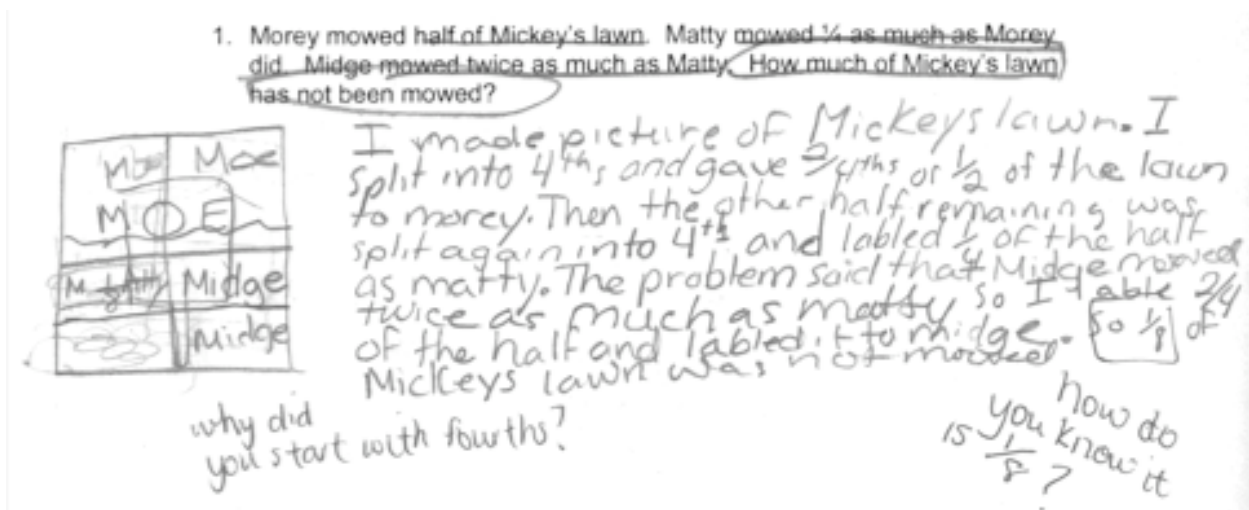 1. Morey mowed half of Mickey's lawn. Matty mowed ¼ as much as Morey
did. Midge mowed twice as much as Matty. How much of Mickey's lawn
has not been mowed?
Moe Moe
MOE
Matty Midge
1/8
Midge
I made picture of Mickeys lawn. I
split into 4ths and gave 2/4ths or 1/2 of the lawn
to morey. Then the other half remaining was
split again into 4ths and labled 1/4 of the half
as matty. The problem said that Midge mowed
twice as much as matty so I 2/4
of the half and labled it to midge. So 1/8 of
Mickeys lawn was not mowed
why did
you start with fourths?
how do
you know it
is 1/8?